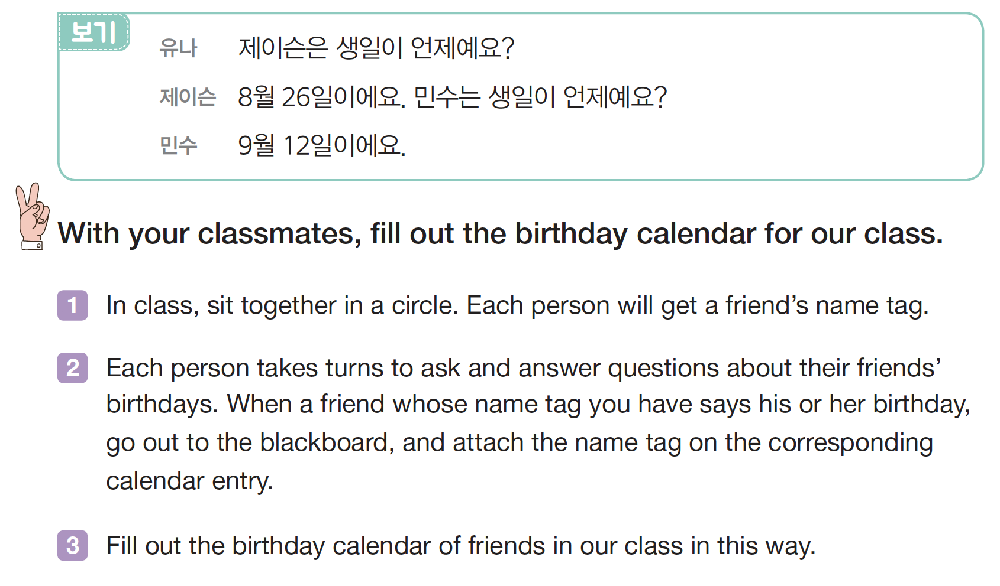 보기
유나 제이슨은 생일이 언제예요?
제이슨 8월 26일이에요. 민수는 생일이 언제예요?
민수 9월 12일이에요.
With your classmates, fill out the birthday calendar for our class.
1 In class, sit together in a circle. Each person will get a friend’s name tag.
2 Each person takes turns to ask and answer questions about their friends’
birthdays. When a friend whose name tag you have says his or her birthday,
go out to the blackboard, and attach the name tag on the corresponding
calendar entry.
3 Fill out the birthday calendar of friends in our class in this way.